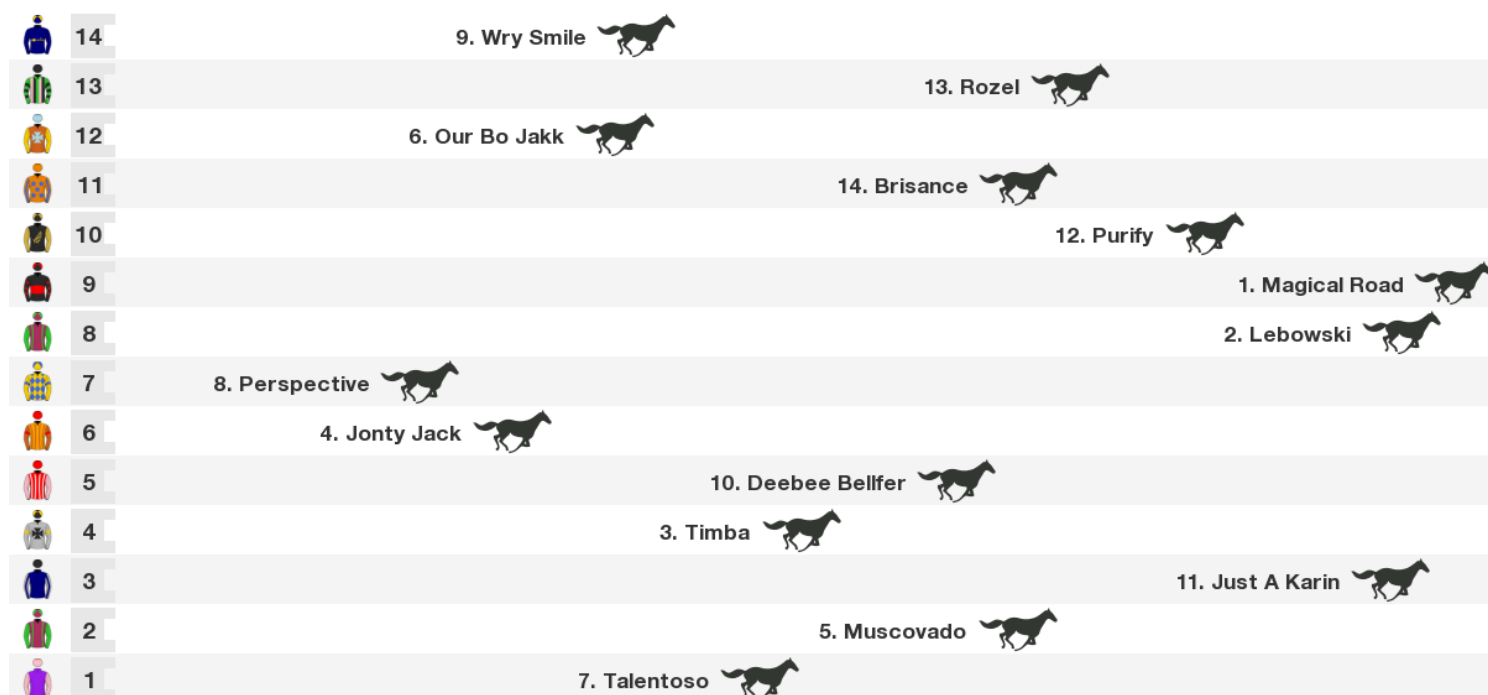 14 9. Wry Smile
13 13. Rozel
12 6. Our Bo Jakk
11 14. Brisance
10 12. Purify
9 1. Magical Road
8 2. Lebowski
7 8. Perspective
6 4. Jonty Jack
5 10. Deebee Bellfer
4 3. Timba
3 11. Just A Karin
2 5. Muscovado
1 7. Talentoso